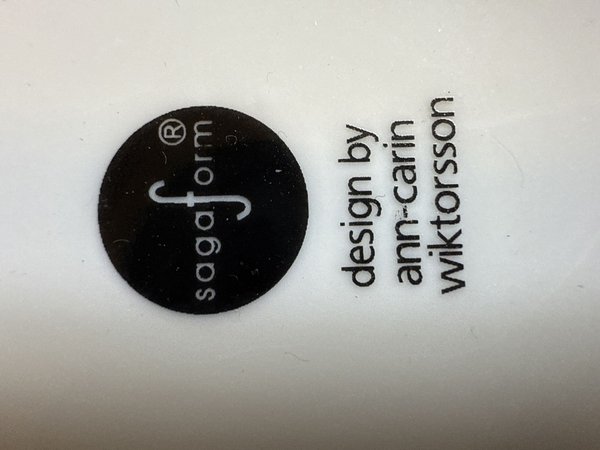 sagaform®
design by
ann-carin
wiktorsson